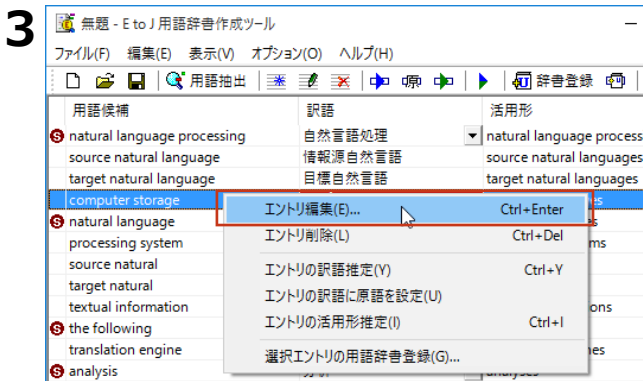 3
無題 - E to J 用語辞書作成ツール
ファイル(F) 編集(E) 表示(V) オプション(O) ヘルプ(H)
用語抽出 辞書登録
用語候補 訳語 活用形
natural language processing 自然言語処理 natural language process
source natural language 情報源自然言語 source natural languages
target natural language 目標自然言語 target natural languages
computer storage es
エントリ編集(E)... Ctrl+Enter
natural language es
エントリ削除(L) Ctrl+Del
processing system ms
source natural
エントリの訳語推定(Y) Ctrl+Y
target natural
エントリの訳語に原語を設定(U)
textual information ons
the following
エントリの活用形推定(I) Ctrl+I
translation engine nes
選択エントリの用語辞書登録(G)...
analysis analyses